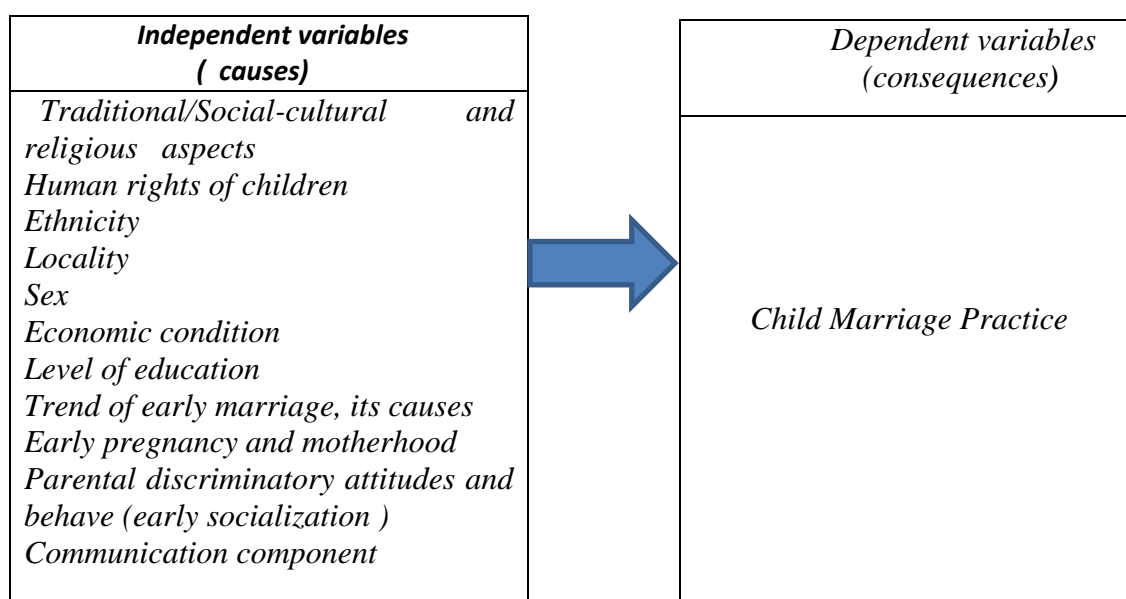 Independent variables
( causes)
Traditional/Social-cultural and
religious aspects
Human rights of children
Ethnicity
Locality
Sex
Economic condition
Level of education
Trend of early marriage, its causes
Early pregnancy and motherhood
Parental discriminatory attitudes and
behave (early socialization )
Communication component
Dependent variables
(consequences)
Child Marriage Practice